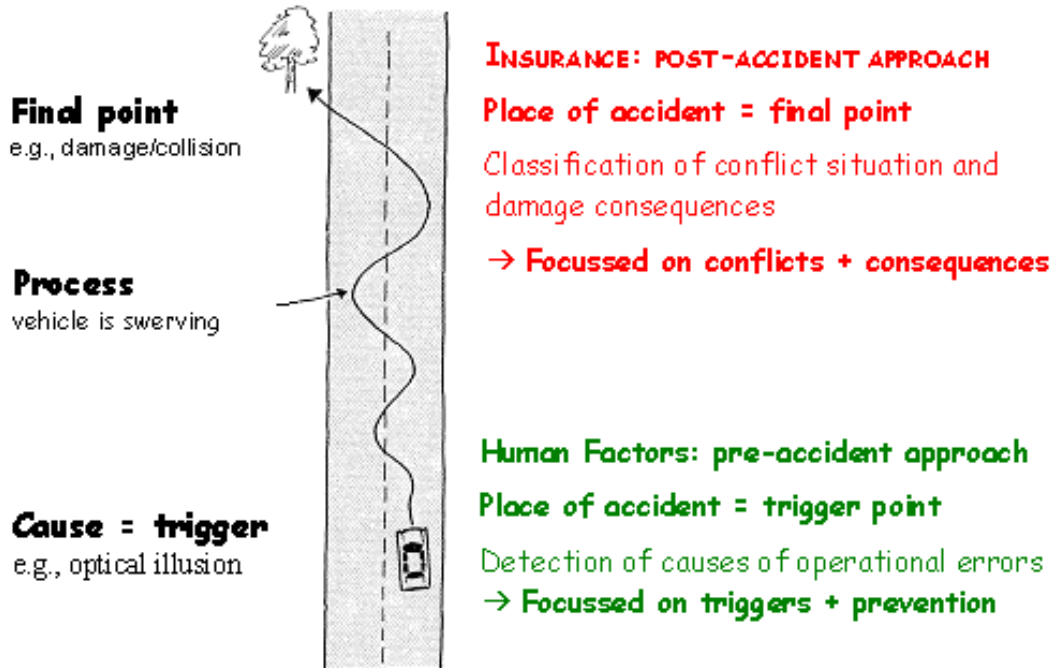 Final point
e.g., damage/collision
Process
vehicle is swerving
Cause = trigger
e.g., optical illusion
INSURANCE: POST-ACCIDENT APPROACH
Place of accident = final point
Classification of conflict situation and
damage consequences
→ Focussed on conflicts + consequences
Human Factors: pre-accident approach
Place of accident = trigger point
Detection of causes of operational errors
→ Focussed on triggers + prevention